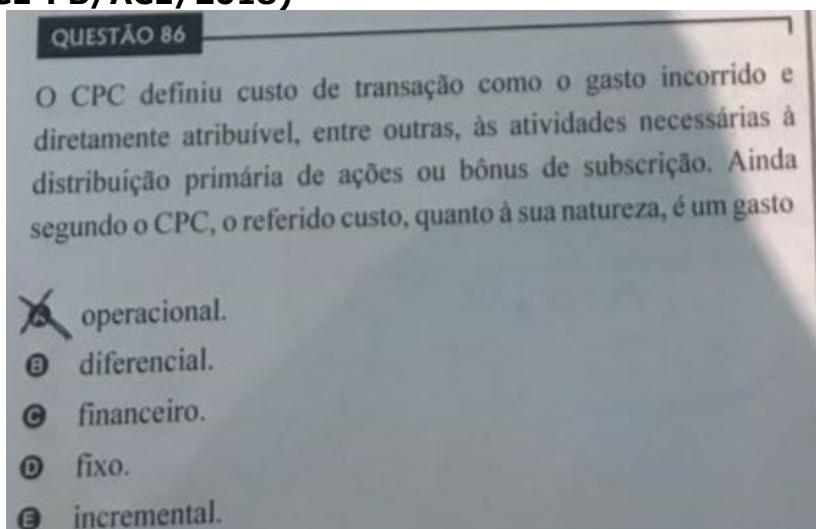 QUESTÃO 86
O CPC definiu custo de transação como o gasto incorrido e
diretamente atribuível, entre outras, às atividades necessárias à
distribuição primária de ações ou bônus de subscrição. Ainda
segundo o CPC, o referido custo, quanto à sua natureza, é um gasto
A operacional.
B diferencial.
C financeiro.
D fixo.
E incremental.